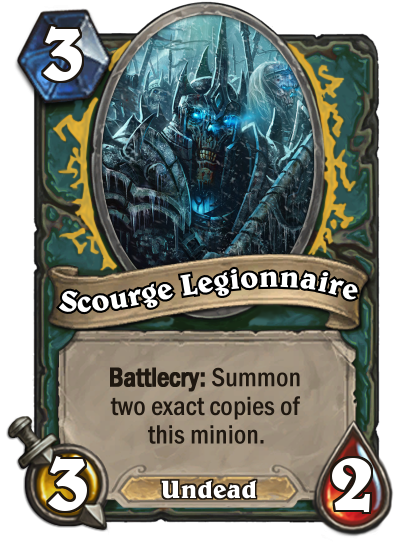 3
Scourge Legionnaire
Battlecry: Summon
two exact copies of
this minion.
3
Undead
2